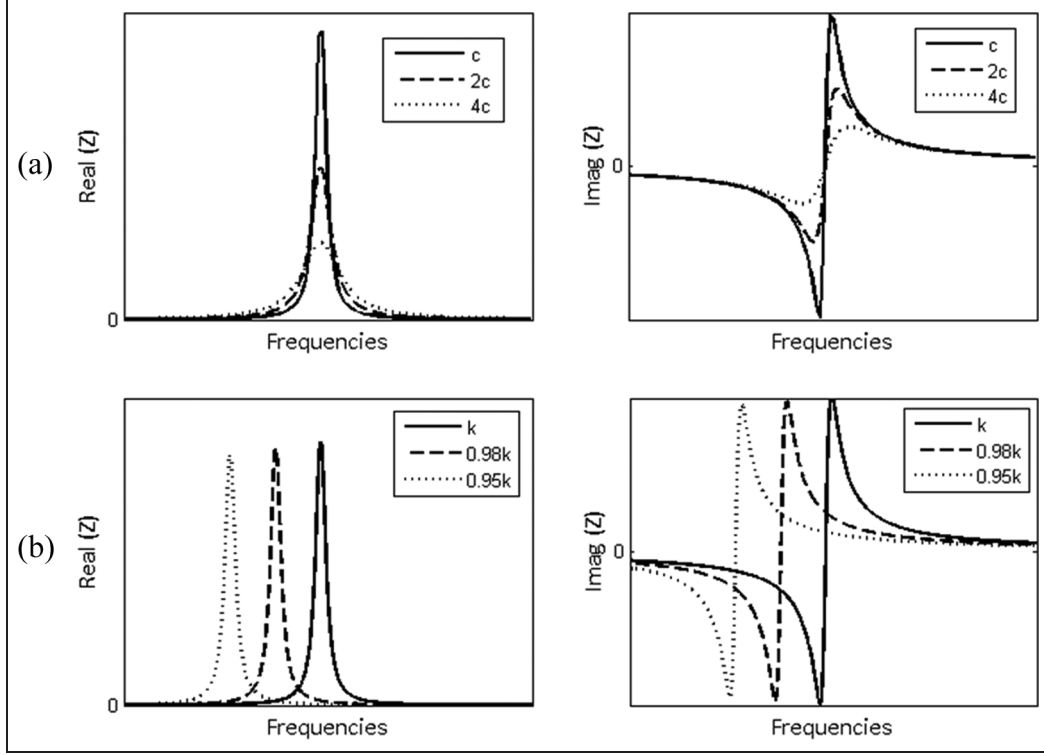 (a)
Real (Z)
0
Frequencies
c
2c
4c
Imag (Z)
0
Frequencies
c
2c
4c
(b)
Real (Z)
0
Frequencies
k
0.98k
0.95k
Imag (Z)
0
Frequencies
k
0.98k
0.95k